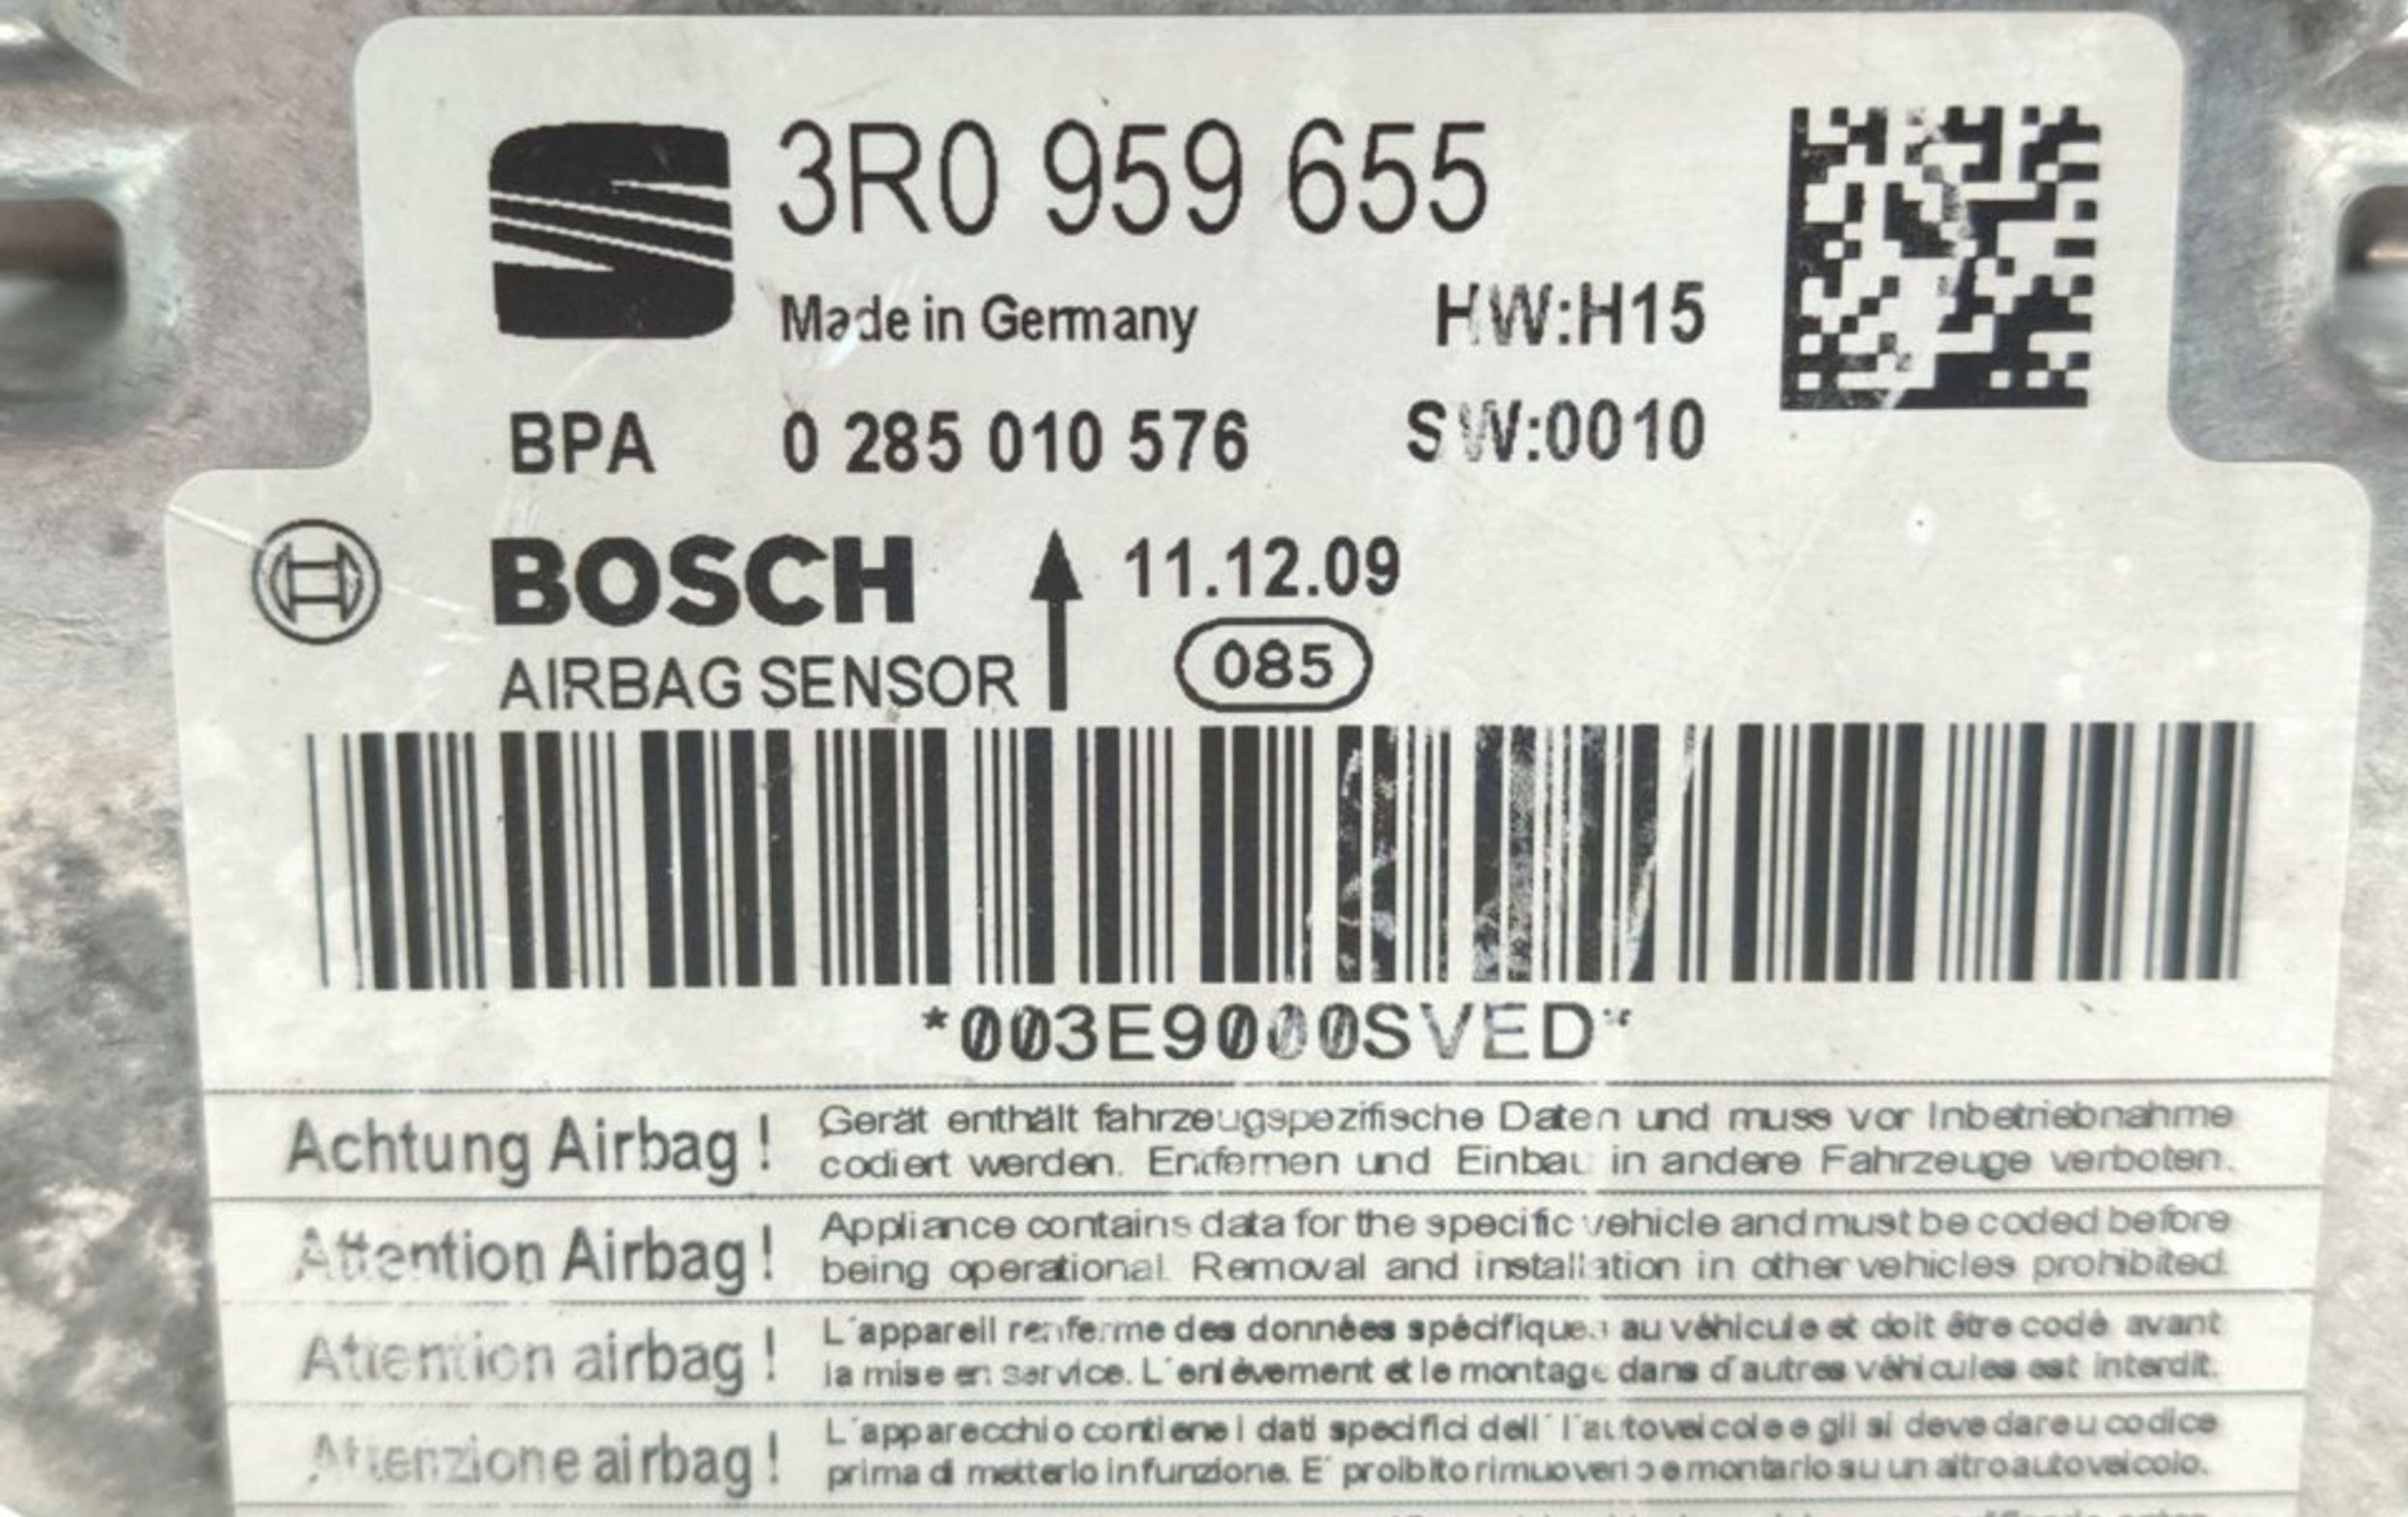 3R0 959 655
Made in Germany HW:H15
BPA 0 285 010 576 SW:0010
BOSCH 11.12.09
AIRBAG SENSOR 085
*003E9000SVED*
Achtung Airbag ! Gerät enthält fahrzeugspezifische Daten und muss vor Inbetriebnahme
codiert werden. Entfernen und Einbau in andere Fahrzeuge verboten.
Attention Airbag ! Appliance contains data for the specific vehicle and must be coded before
being operational. Removal and installation in other vehicles prohibited.
Attention airbag ! L´appareil renferme des données spécifiques au véhicule et doit être codé avant
la mise en service. L´enlèvement et le montage dans d´autres véhicules est interdit.
Attenzione airbag ! L´apparecchio contiene i dati specifici dell´ l´autoveicolo e gli si deve dare u codice
prima di metterlo in funzione. E´ proibito rimuoverlo e montarlo su un altro autoveicolo.